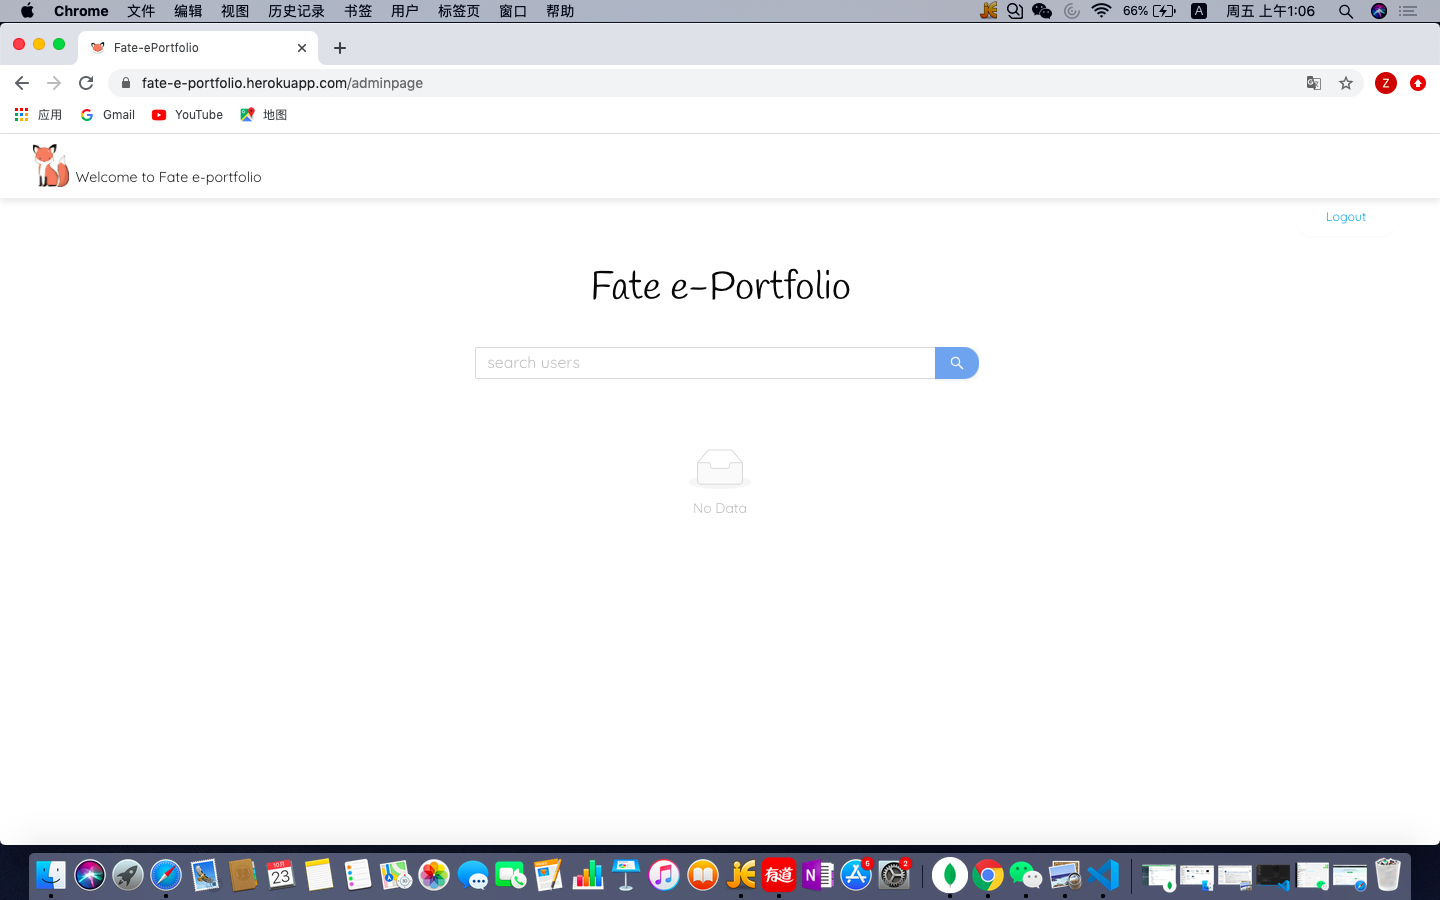 Chrome 文件 编辑 视图 历史记录 书签 用户 标签页 窗口 帮助 66% A 周五 上午1:06
Fate-ePortfolio
fate-e-portfolio.herokuapp.com/adminpage Z
应用 Gmail YouTube 地图
Welcome to Fate e-portfolio
Logout
Fate e-Portfolio
search users
No Data
10月
23
有道
N
6
2